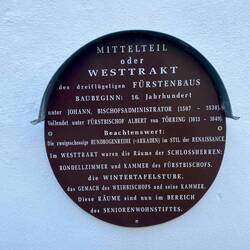 MITTELTEIL
oder
WESTTRAKT
des dreiflügeligen FÜRSTENBAUS
BAUBEGINN: 16. Jahrhundert
unter JOHANN, BISCHOFSADMINISTRATOR (1507 - 1538).
Vollendet unter FÜRSTBISCHOF ALBERT von TÖRRING (1613 - 1649).
Beachtenswert:
Die zweigeschossige RUNDBOGENREIHE (=ARKADEN) im STIL der RENAISSANCE
Im WESTTRAKT waren die RÄUME der SCHLOSSHERREN:
RONDELLZIMMER und KAMMER des FÜRSTBISCHOFS.
die WINTERTAFELSTUBE.
das GEMACH des WEIHBISCHOFS und seine KAMMER.
Diese RÄUME sind nun im BEREICH
des SENIORENWOHNSTIFTES.